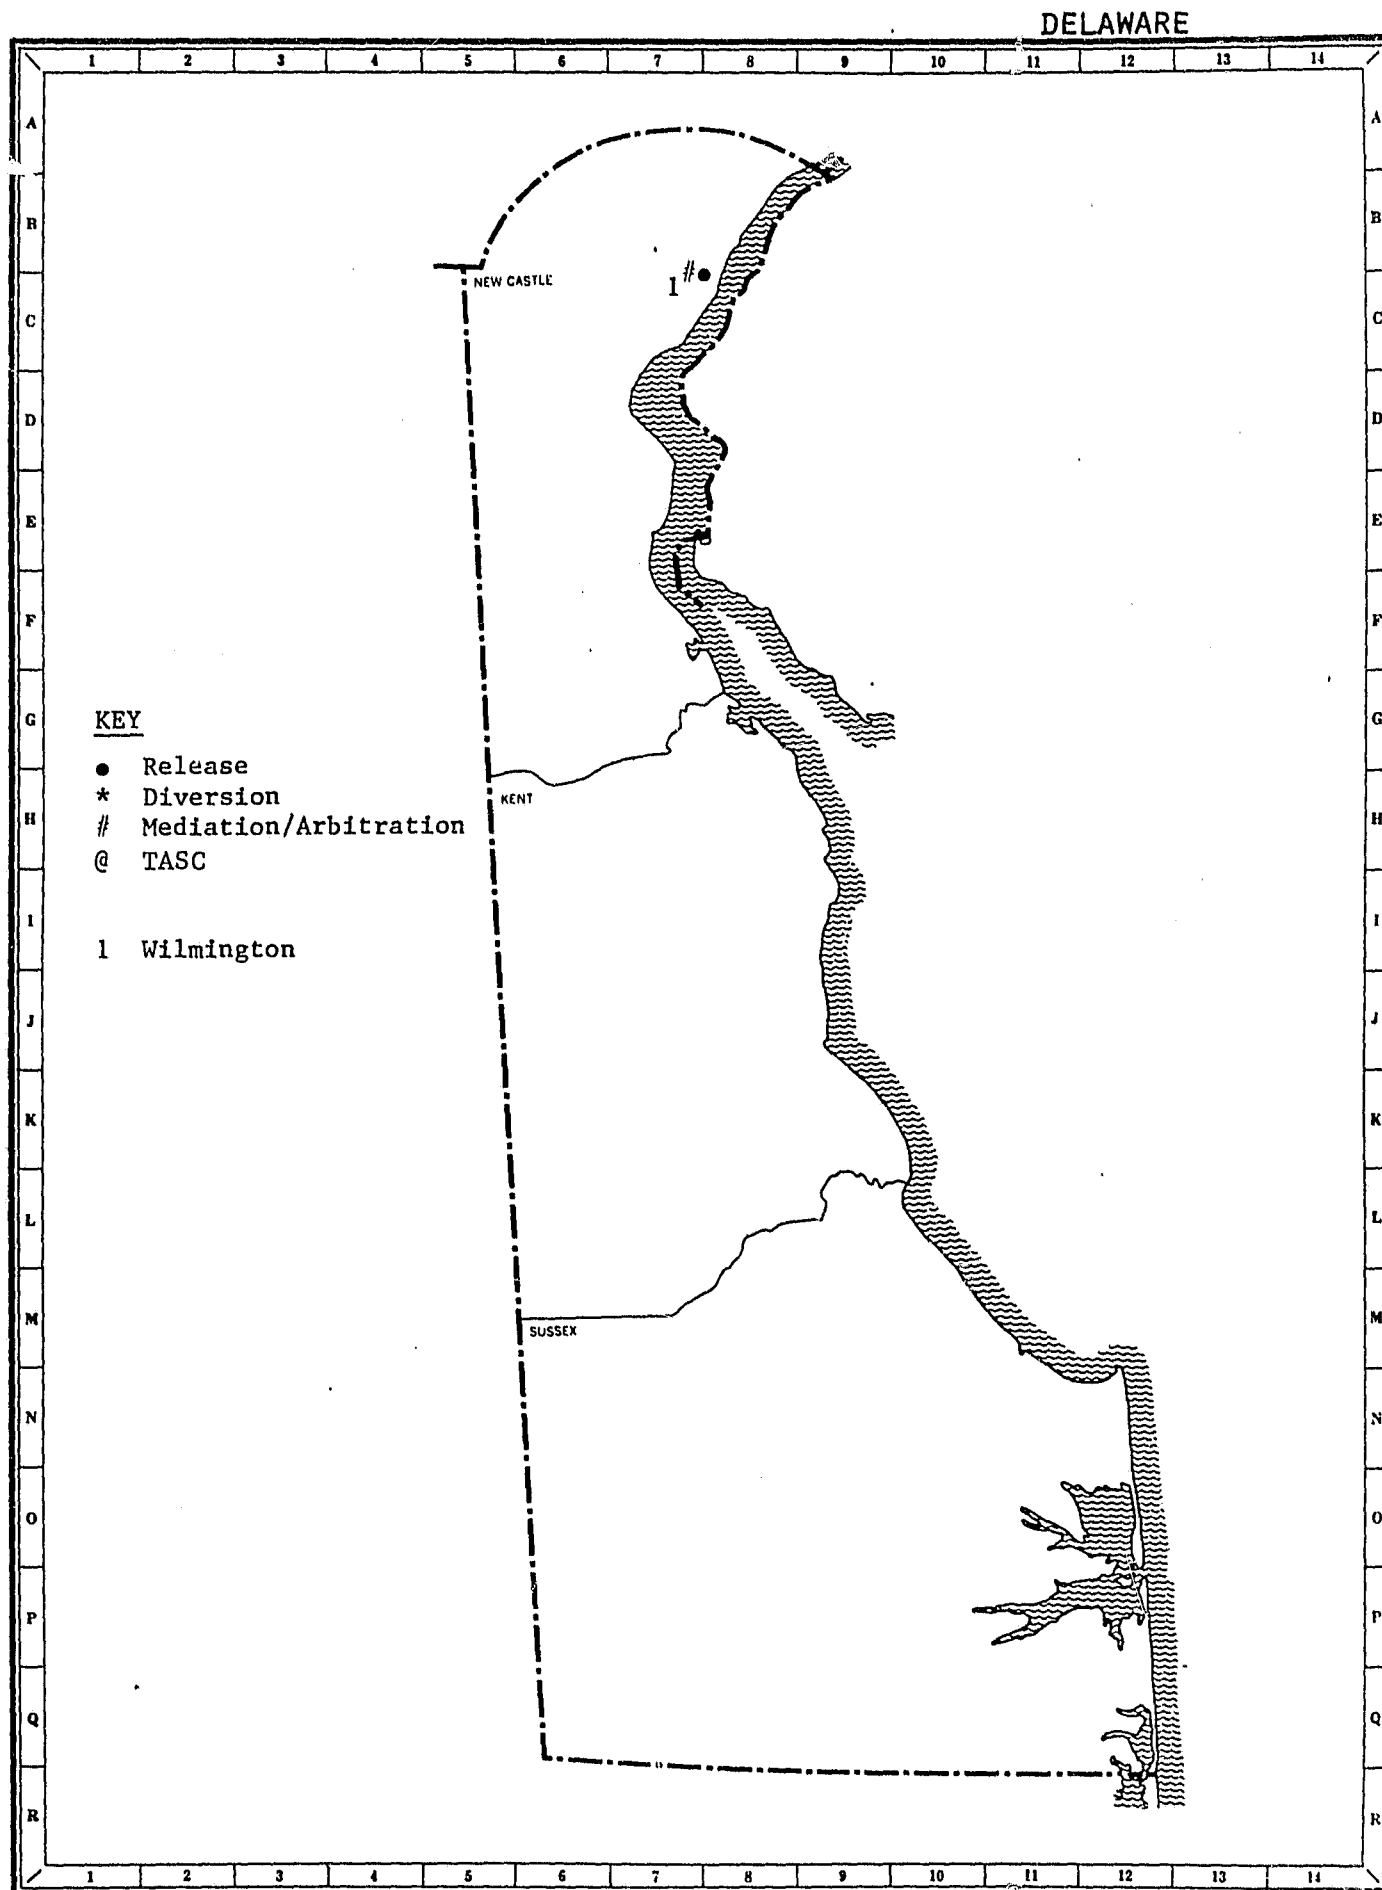 DELAWARE
1 2 3 4 5 6 7 8 9 10 11 12 13 14
A A
B B
NEW CASTLE
1 # ●
C C
D D
E E
F F
G G
KEY
● Release
* Diversion
KENT
H H
# Mediation/Arbitration
@ TASC
I I
1 Wilmington
J J
K K
L L
M M
SUSSEX
N N
O O
P P
Q Q
R R
1 2 3 4 5 6 7 8 9 10 11 12 13 14